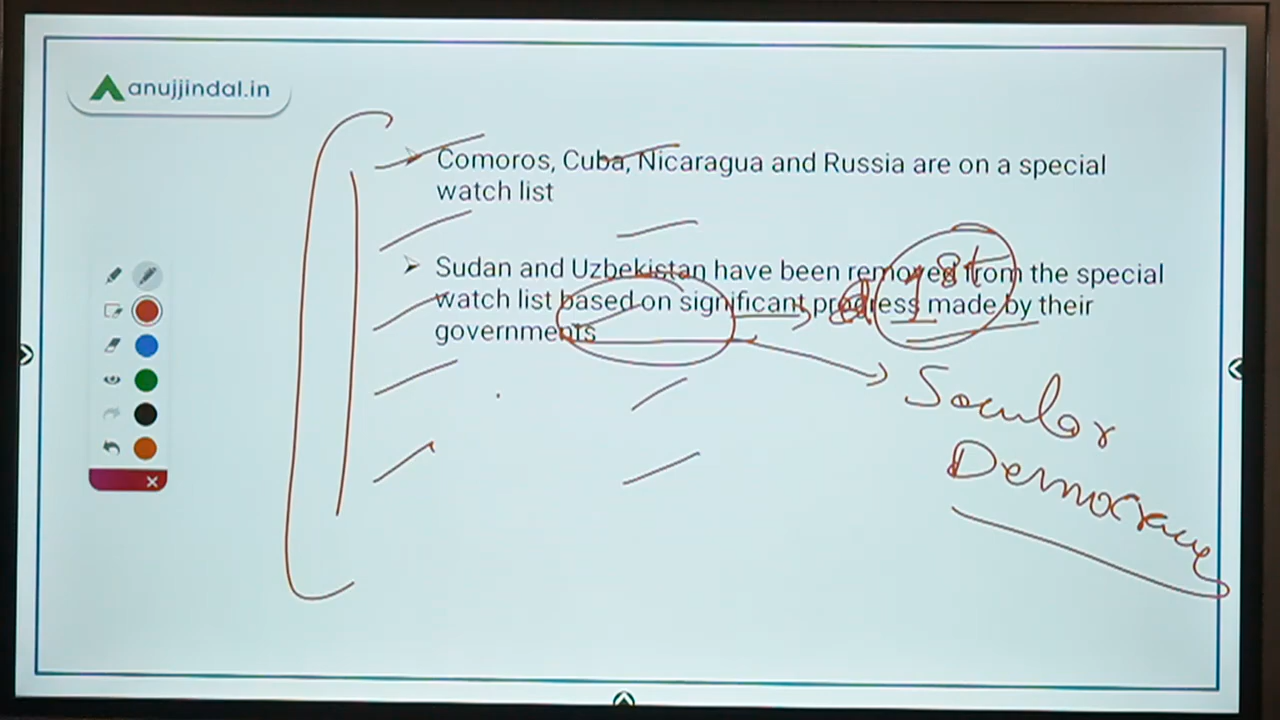 anujjindal.in
Comoros, Cuba, Nicaragua and Russia are on a special
watch list
Sudan and Uzbekistan have been removed from the special
watch list based on significant progress made by their
governments
Secular